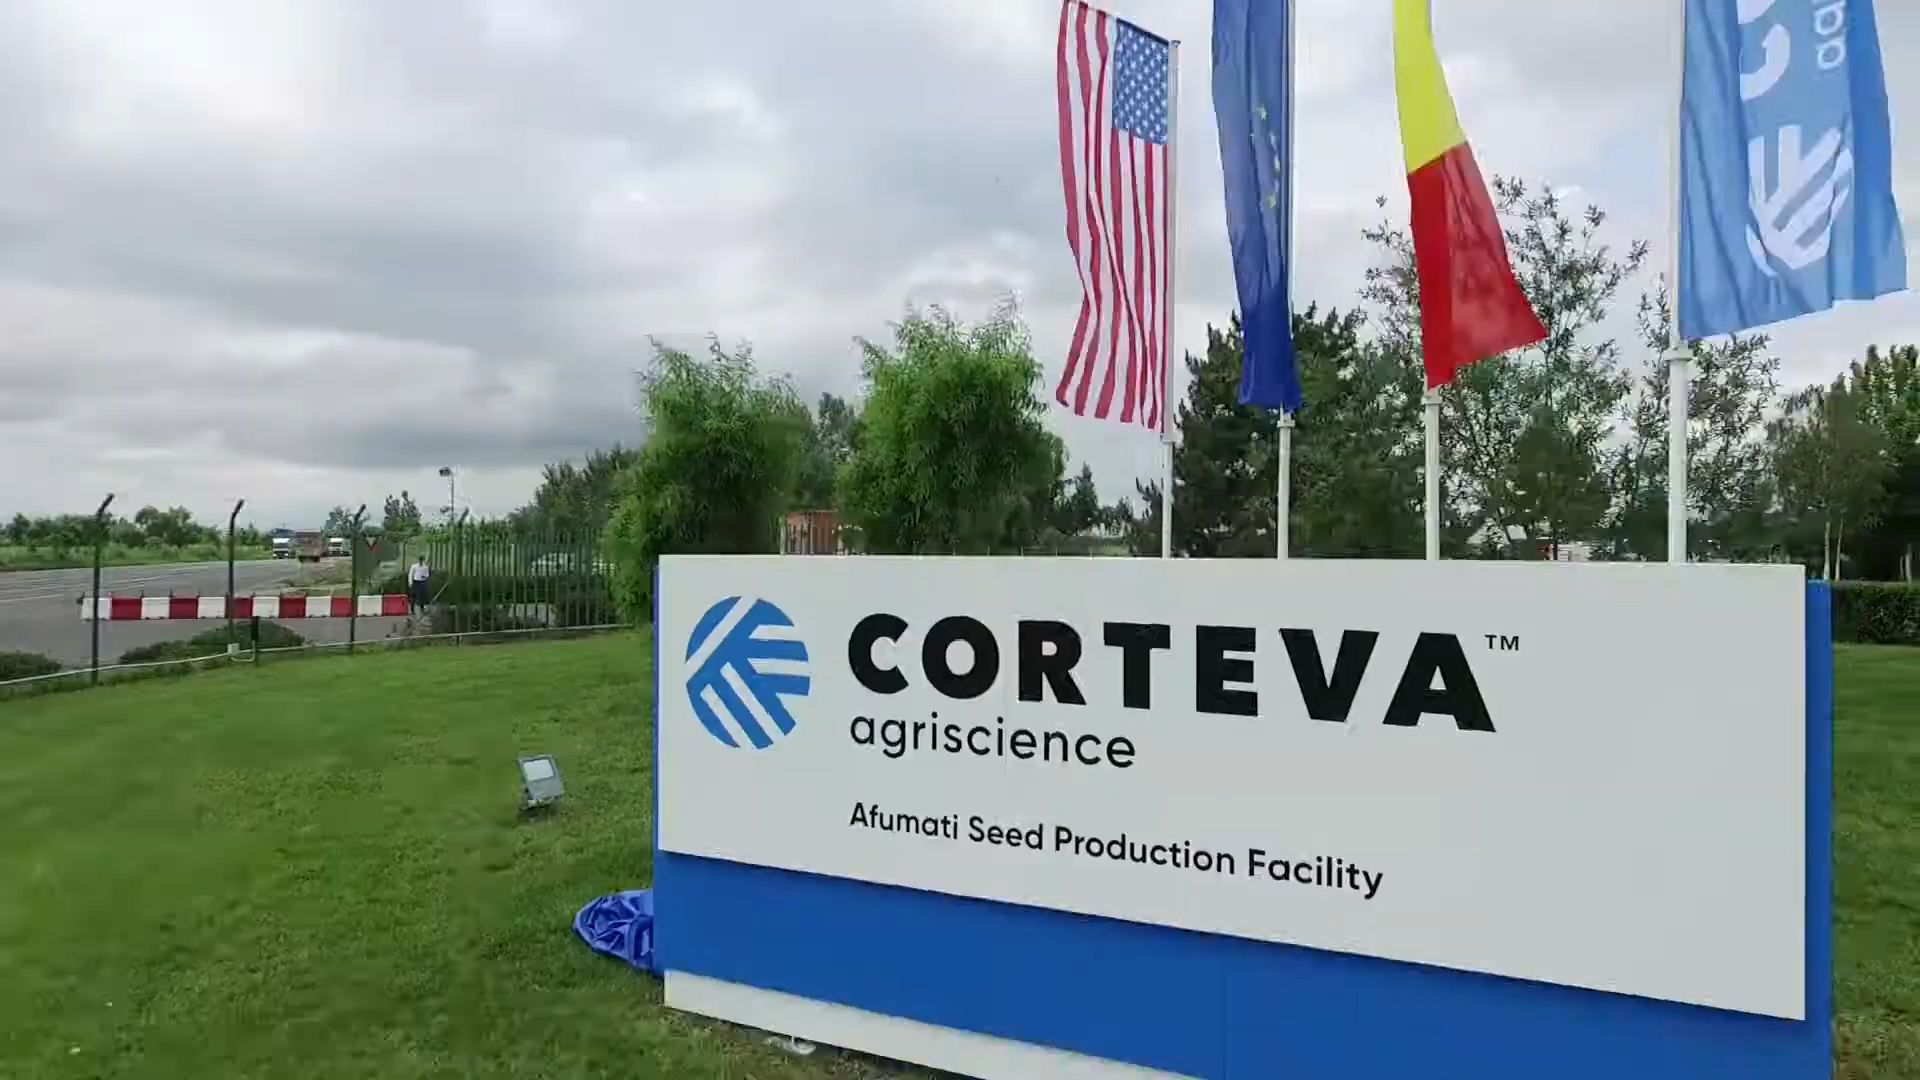 CORTEVA™
agriscience
Afumati Seed Production Facility